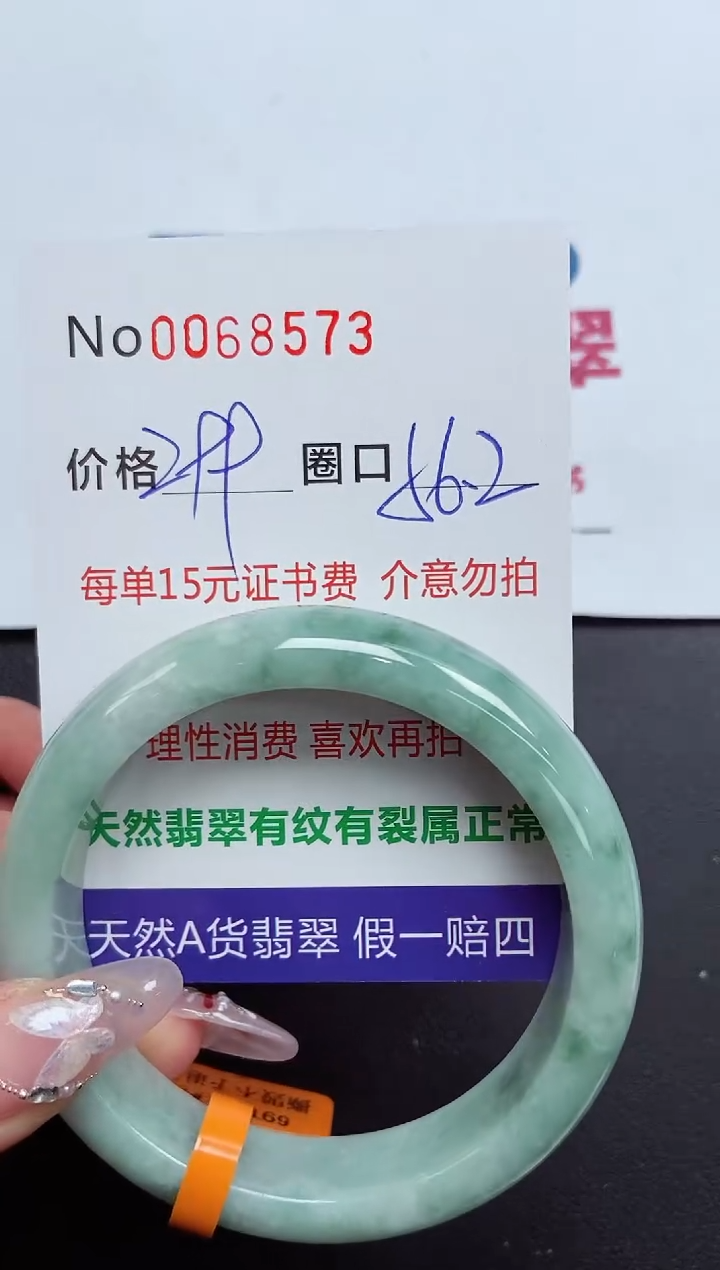 No0068573
价格 圈口 56.2
每单15元证书费 介意勿拍
理性消费 喜欢再拍
天然翡翠有纹有裂属正常
天然A货翡翠 假一赔四